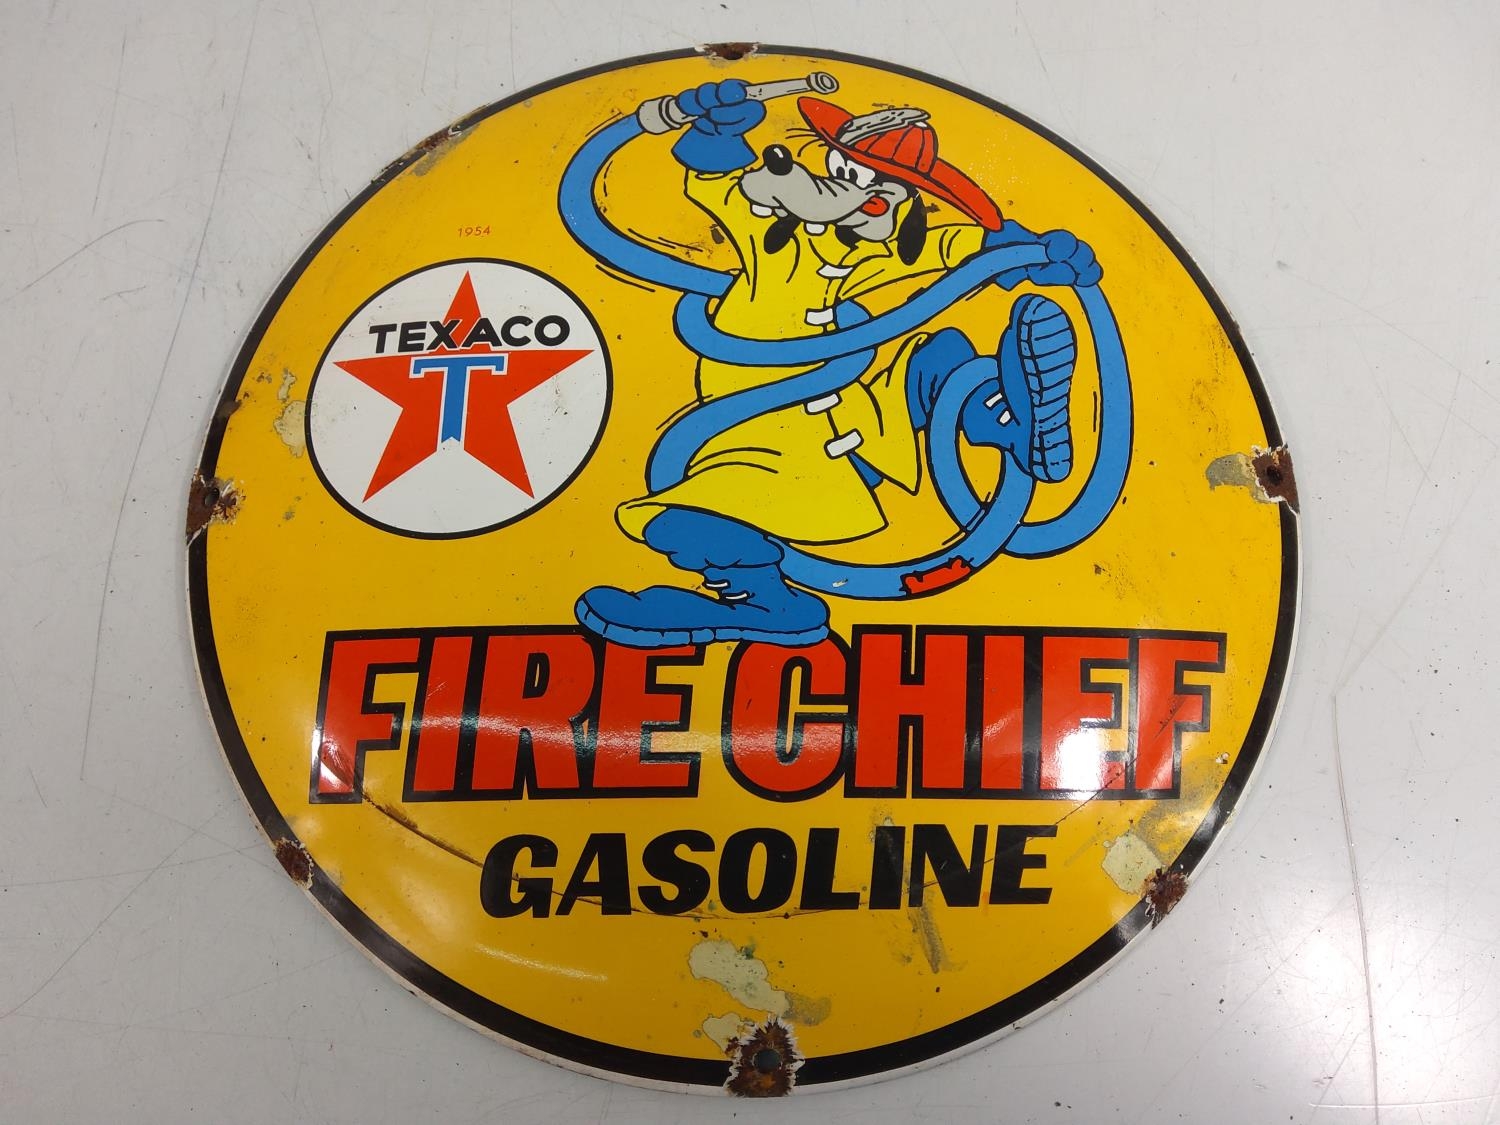 1954
TEXACO
T
FIRE CHIEF
GASOLINE